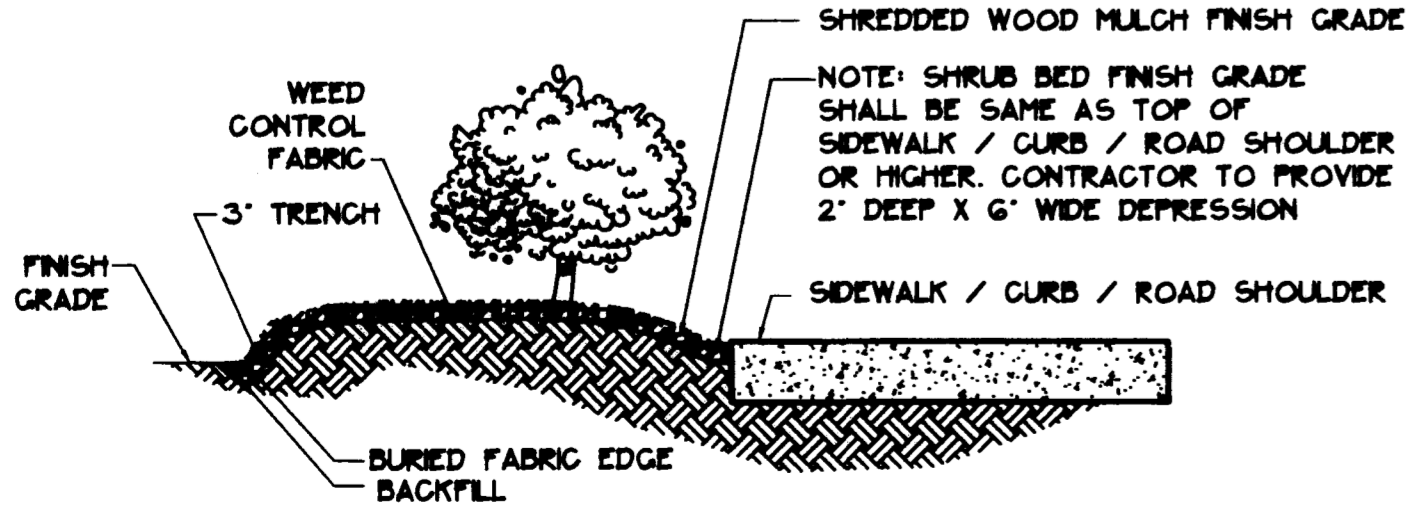 SHREDDED WOOD MULCH FINISH GRADE
NOTE: SHRUB BED FINISH GRADE
SHALL BE SAME AS TOP OF
SIDEWALK / CURB / ROAD SHOULDER
OR HIGHER. CONTRACTOR TO PROVIDE
2" DEEP X 6" WIDE DEPRESSION
WEED
CONTROL
FABRIC
3" TRENCH
FINISH
GRADE
SIDEWALK / CURB / ROAD SHOULDER
BURIED FABRIC EDGE
BACKFILL